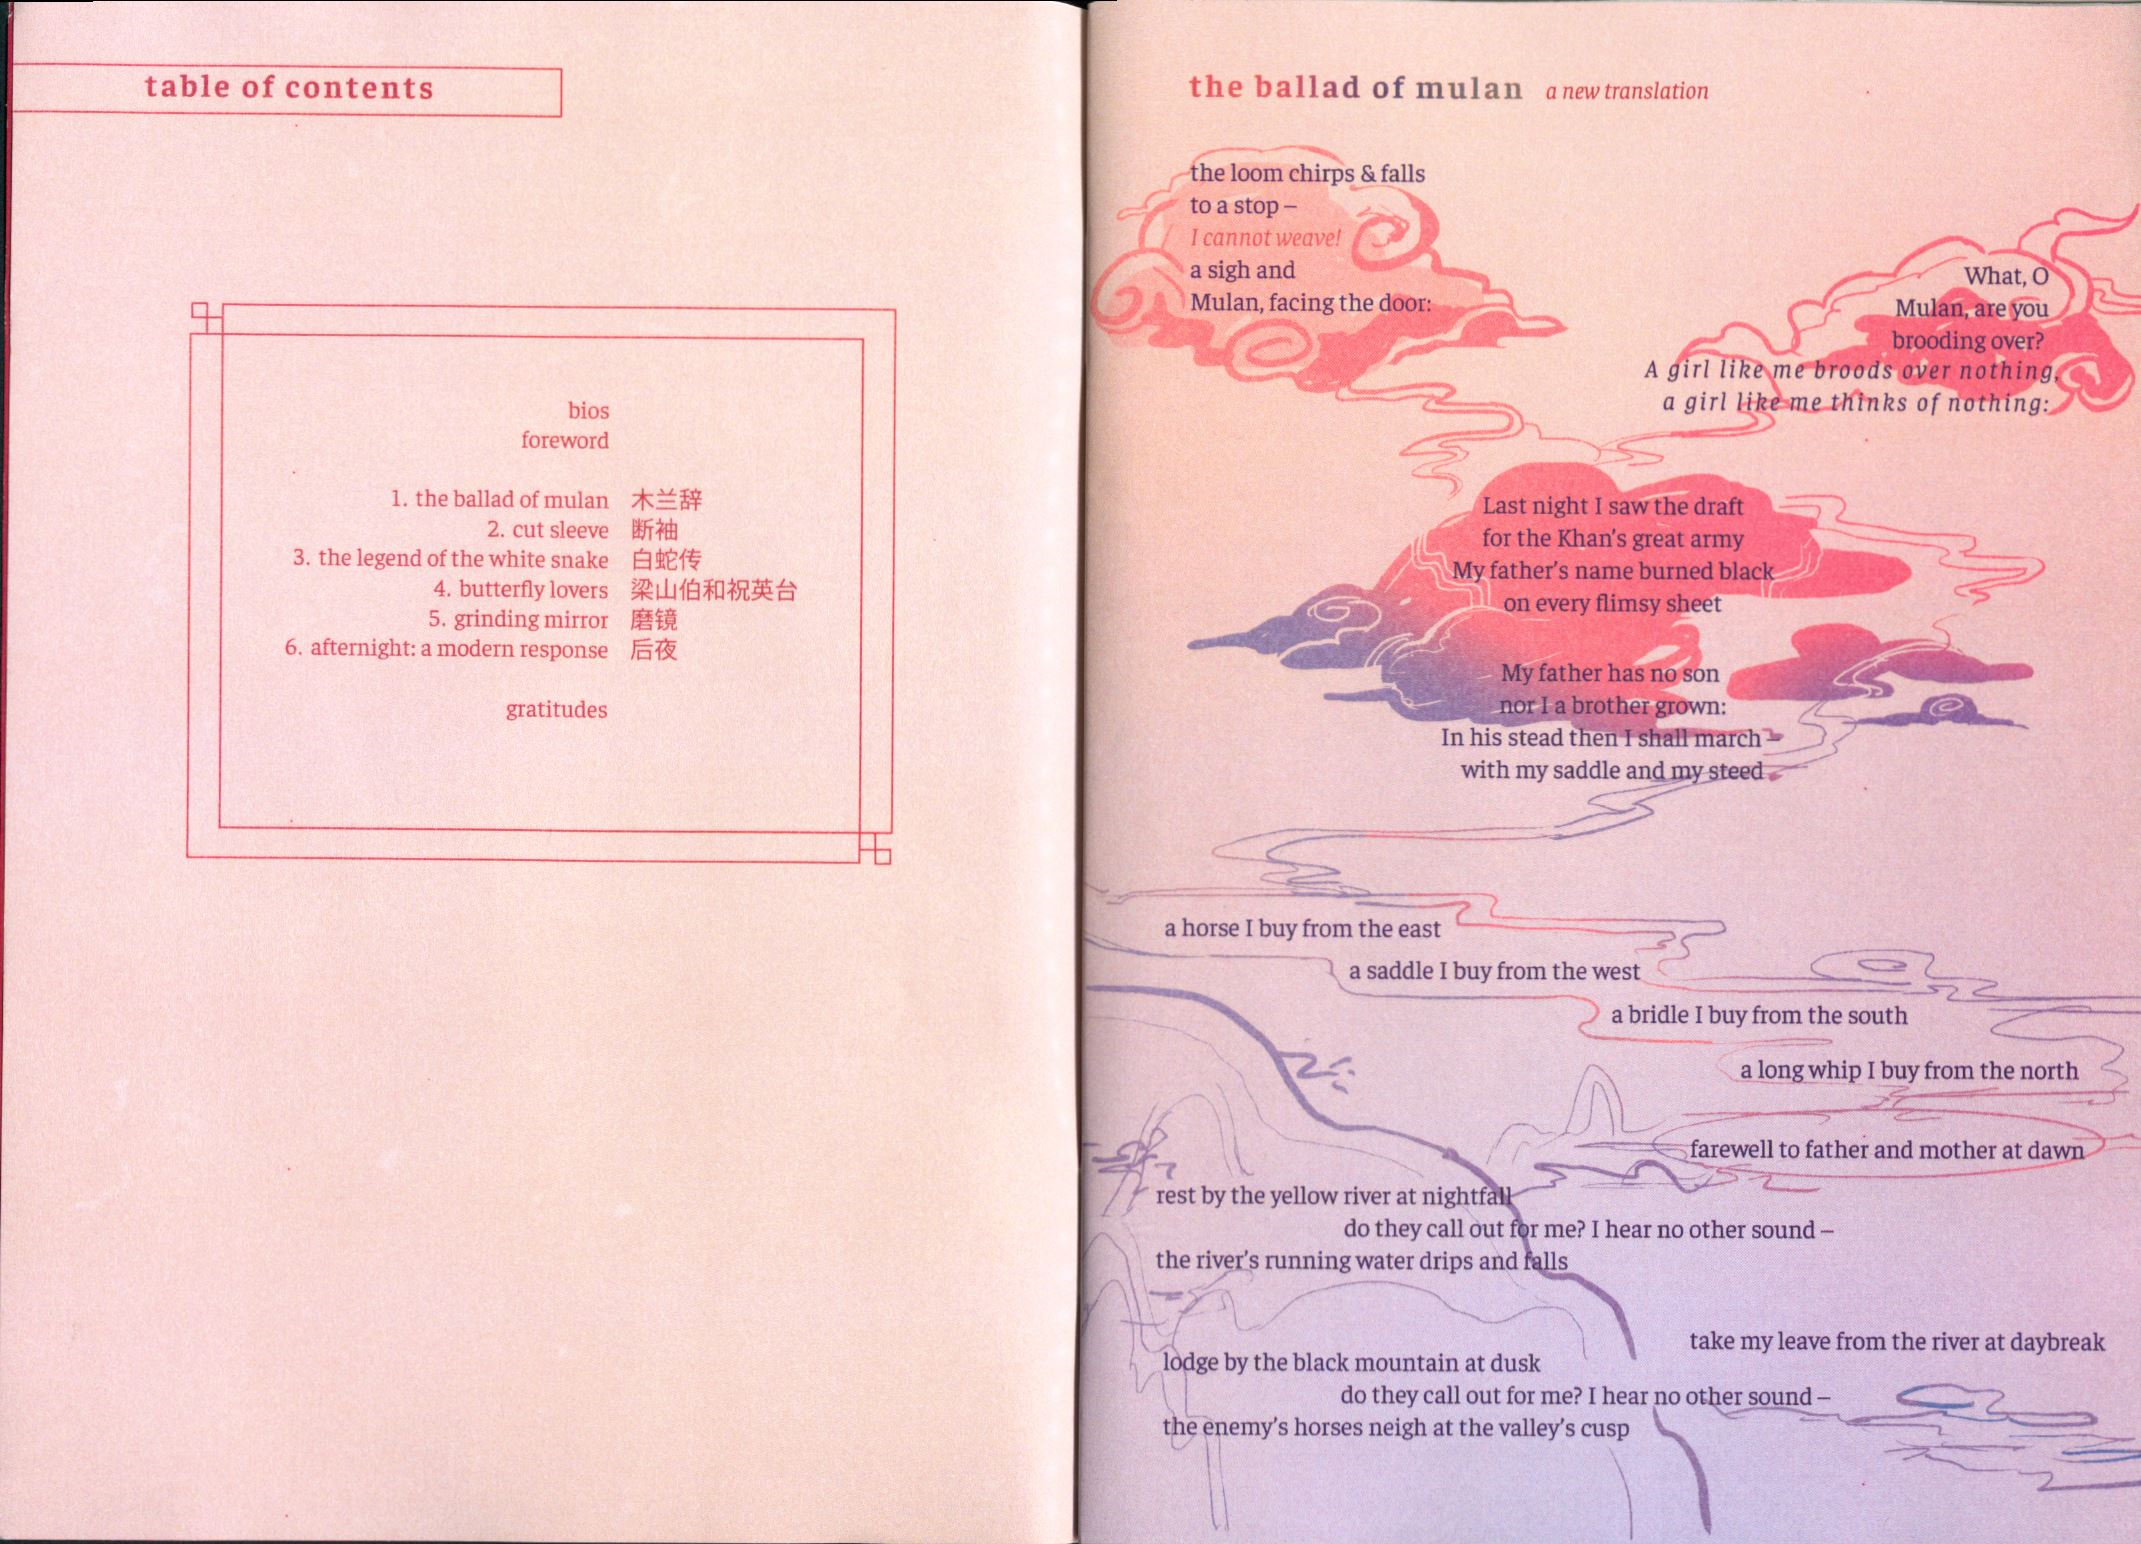 table of contents
bios
foreword
1. the ballad of mulan 木兰辞
2. cut sleeve 断袖
3. the legend of the white snake 白蛇传
4. butterfly lovers 梁山伯和祝英台
5. grinding mirror 磨镜
6. afternight: a modern response 后夜
gratitudes
the ballad of mulan a new translation
the loom chirps & falls
to a stop –
I cannot weave!
a sigh and
Mulan, facing the door:
What, O
Mulan, are you
brooding over?
A girl like me broods over nothing,
a girl like me thinks of nothing:
Last night I saw the draft
for the Khan's great army
My father's name burned black
on every flimsy sheet
My father has no son
nor I a brother grown:
In his stead then I shall march –
with my saddle and my steed
a horse I buy from the east
a saddle I buy from the west
a bridle I buy from the south
a long whip I buy from the north
farewell to father and mother at dawn
rest by the yellow river at nightfall
do they call out for me? I hear no other sound –
the river's running water drips and falls
take my leave from the river at daybreak
lodge by the black mountain at dusk
do they call out for me? I hear no other sound –
the enemy's horses neigh at the valley's cusp